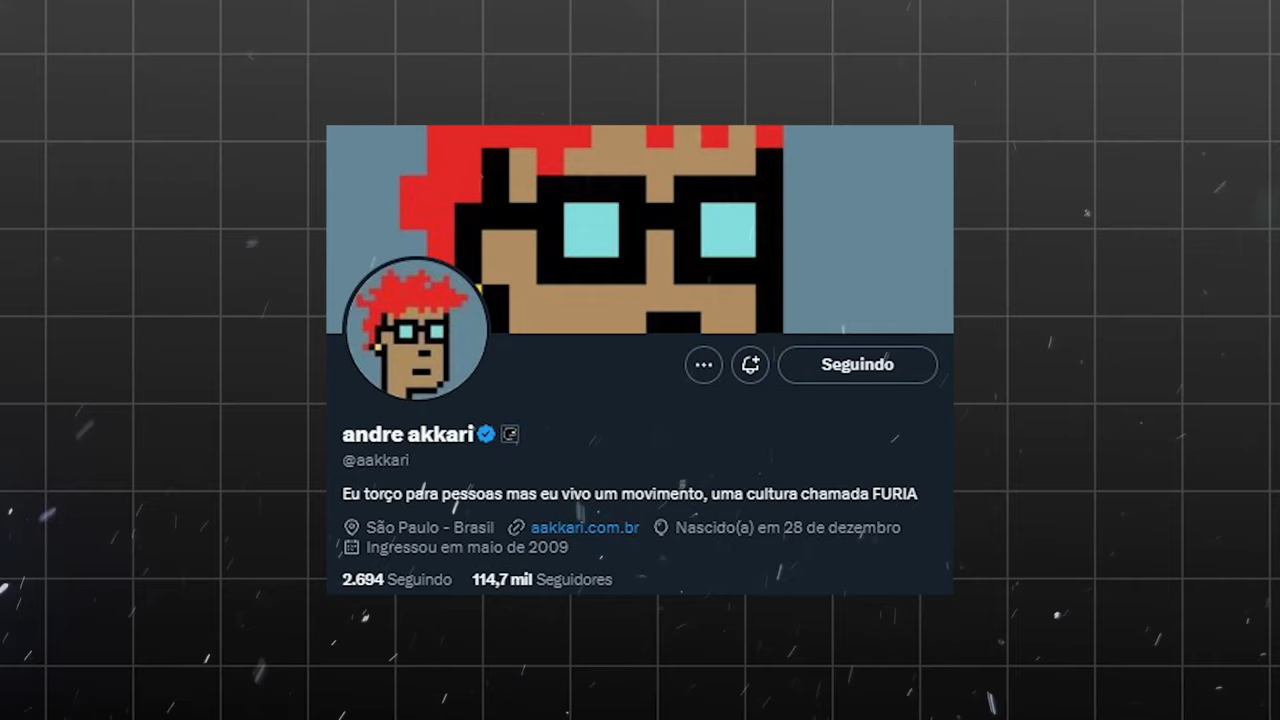 Seguindo
andre akkari
@aakkari
Eu torço para pessoas mas eu vivo um movimento, uma cultura chamada FURIA
São Paulo - Brasil aakkari.com.br Nascido(a) em 28 de dezembro
Ingressou em maio de 2009
2.694 Seguindo 114,7 mil Seguidores